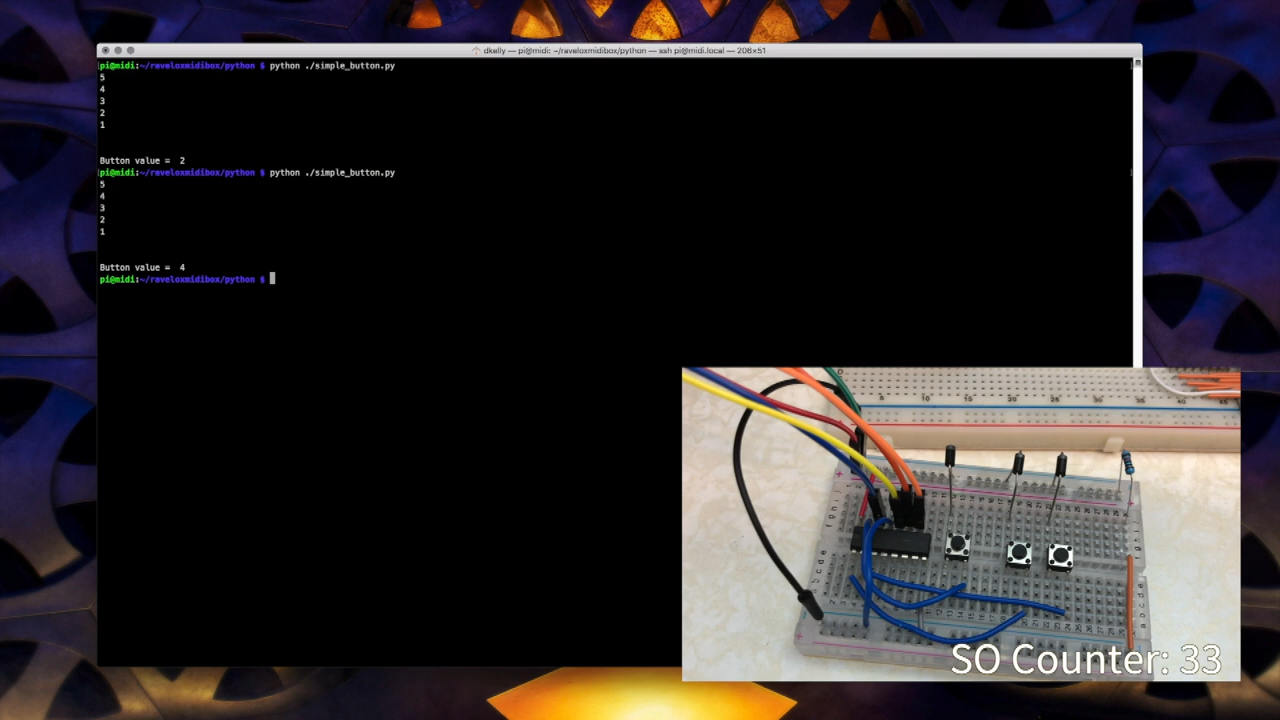 dkelly — pi@midi: ~/raveloxmidibox/python — ssh pi@midi.local — 206×51
pi@midi:~/raveloxmidibox/python $ python ./simple_button.py
5
4
3
2
1
Button value =  2
pi@midi:~/raveloxmidibox/python $ python ./simple_button.py
5
4
3
2
1
Button value =  4
pi@midi:~/raveloxmidibox/python $
SO Counter: 33